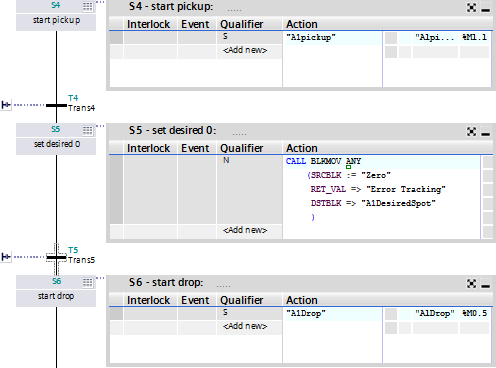 S4
start pickup
S4 - start pickup: .....
Interlock Event Qualifier Action
S "A1pickup" "A1pi... %M1.1
<Add new>
T4
Trans4
S5
set desired 0
S5 - set desired 0: .....
Interlock Event Qualifier Action
N CALL BLKMOV ANY
(SRCBLK := "Zero"
RET_VAL => "Error Tracking"
DSTBLK => "A1DesiredSpot"
)
<Add new>
T5
Trans5
S6
start drop
S6 - start drop: .....
Interlock Event Qualifier Action
S "A1Drop" "A1Drop" %M0.5
<Add new>